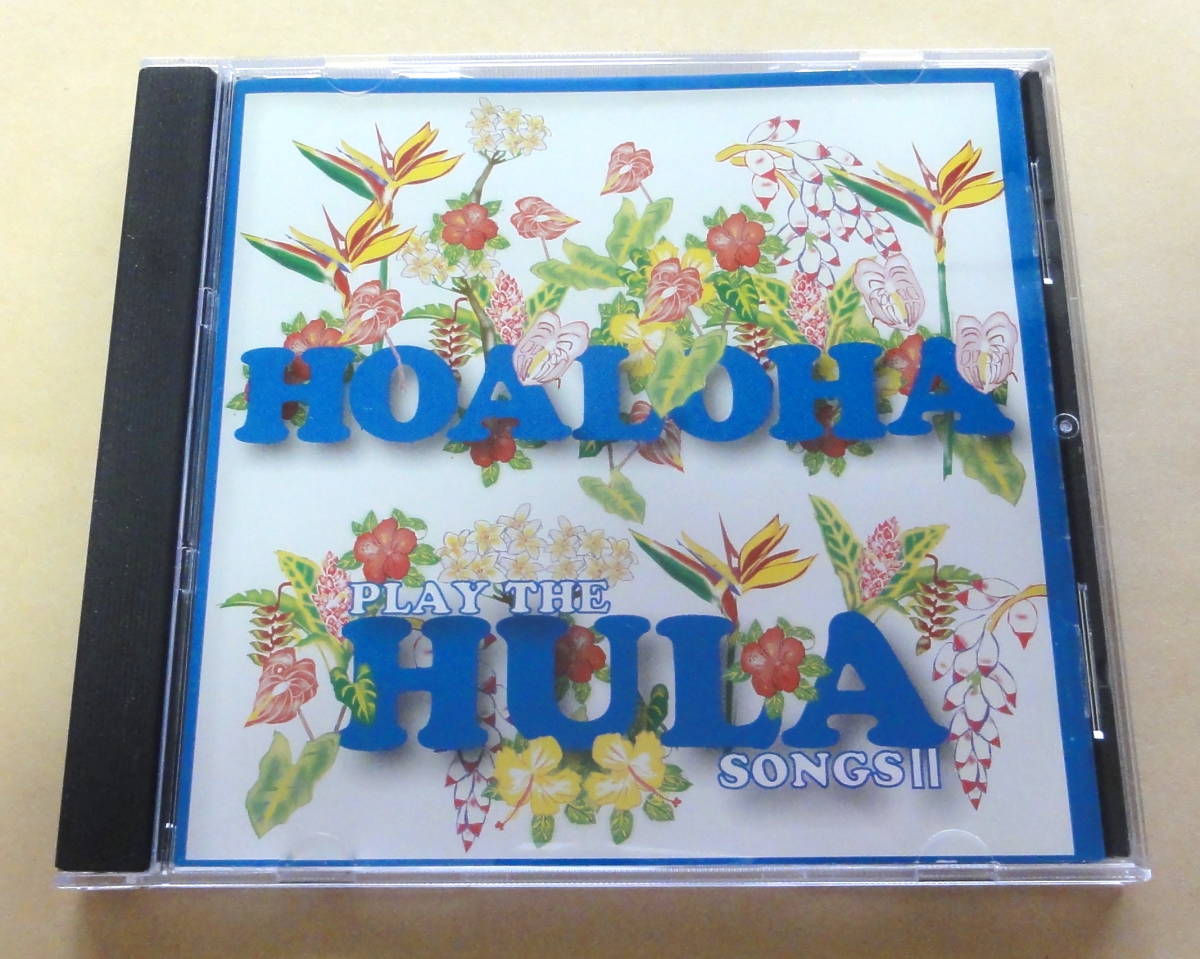 HOALOHA
PLAY THE
HULA
SONGS II